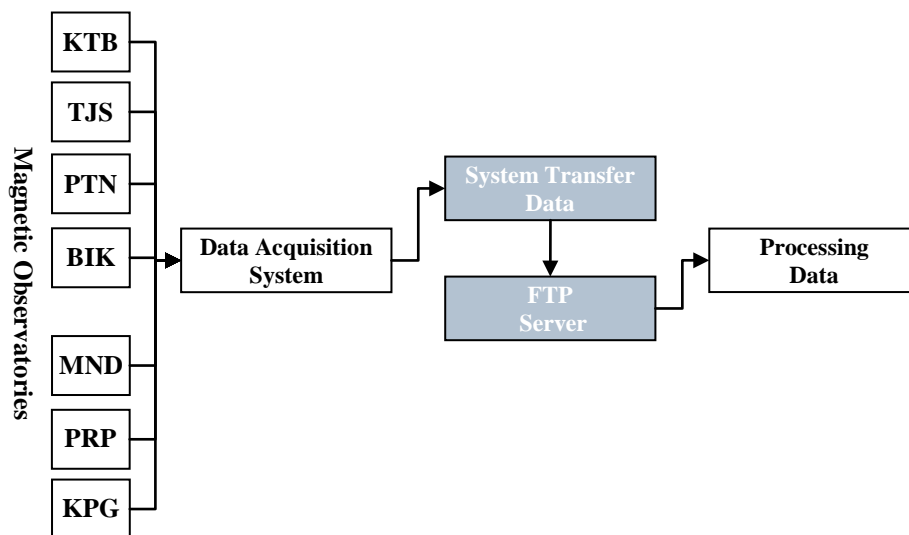 Magnetic Observatories
KTB
TJS
PTN
BIK
MND
PRP
KPG
Data Acquisition
System
System Transfer
Data
FTP
Server
Processing
Data